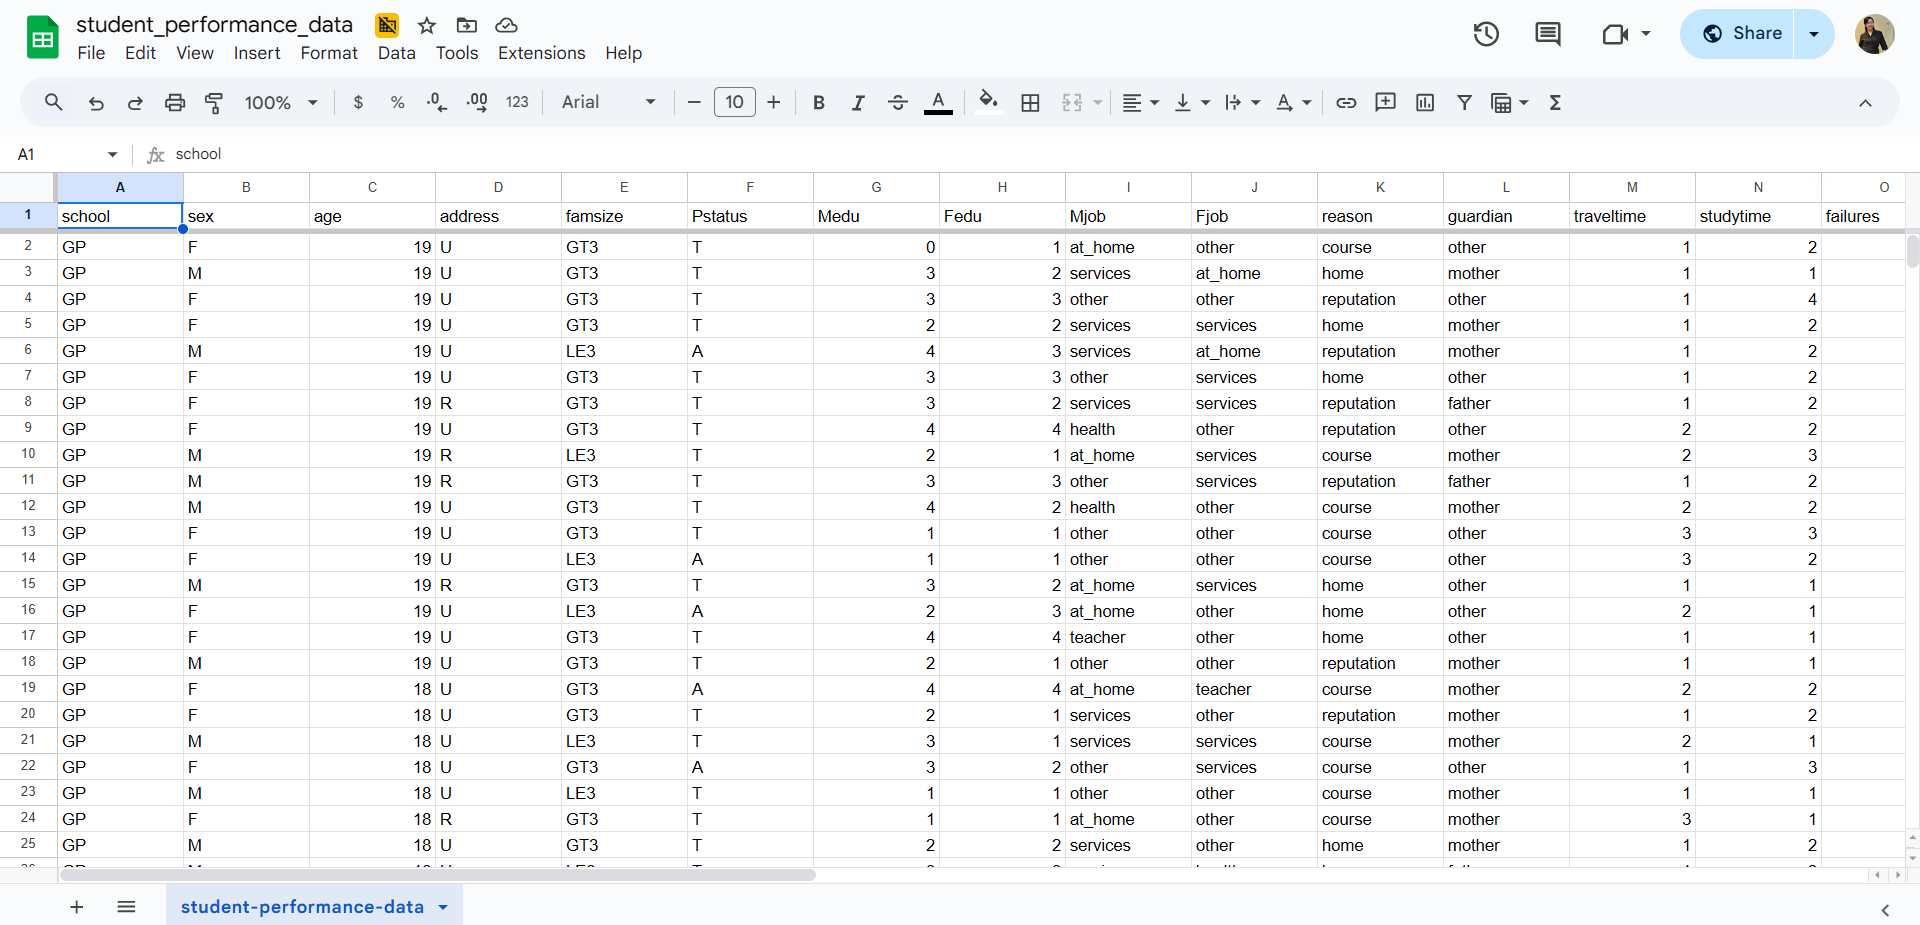 student_performance_data
File Edit View Insert Format Data Tools Extensions Help
Share
100% $ % .0 .00 123 Arial 10 B I A Σ
A1 fx school
A B C D E F G H I J K L M N O
1 school sex age address famsize Pstatus Medu Fedu Mjob Fjob reason guardian traveltime studytime failures
2 GP F 19 U GT3 T 0 1 at_home other course other 1 2
3 GP M 19 U GT3 T 3 2 services at_home home mother 1 1
4 GP F 19 U GT3 T 3 3 other other reputation other 1 4
5 GP F 19 U GT3 T 2 2 services services home mother 1 2
6 GP M 19 U LE3 A 4 3 services at_home reputation mother 1 2
7 GP F 19 U GT3 T 3 3 other services home other 1 2
8 GP F 19 R GT3 T 3 2 services services reputation father 1 2
9 GP F 19 U GT3 T 4 4 health other reputation other 2 2
10 GP M 19 R LE3 T 2 1 at_home services course mother 2 3
11 GP M 19 R GT3 T 3 3 other services reputation father 1 2
12 GP M 19 U GT3 T 4 2 health other course mother 2 2
13 GP F 19 U GT3 T 1 1 other other course other 3 3
14 GP F 19 U LE3 A 1 1 other other course other 3 2
15 GP M 19 R GT3 T 3 2 at_home services home other 1 1
16 GP F 19 U LE3 A 2 3 at_home other home other 2 1
17 GP F 19 U GT3 T 4 4 teacher other home other 1 1
18 GP M 19 U GT3 T 2 1 other other reputation mother 1 1
19 GP F 18 U GT3 A 4 4 at_home teacher course mother 2 2
20 GP F 18 U GT3 T 2 1 services other reputation mother 1 2
21 GP M 18 U LE3 T 3 1 services services course mother 2 1
22 GP F 18 U GT3 A 3 2 other services course other 1 3
23 GP M 18 U LE3 T 1 1 other other course mother 1 1
24 GP F 18 R GT3 T 1 1 at_home other course mother 3 1
25 GP M 18 U GT3 T 2 2 services other home mother 1 2
student-performance-data